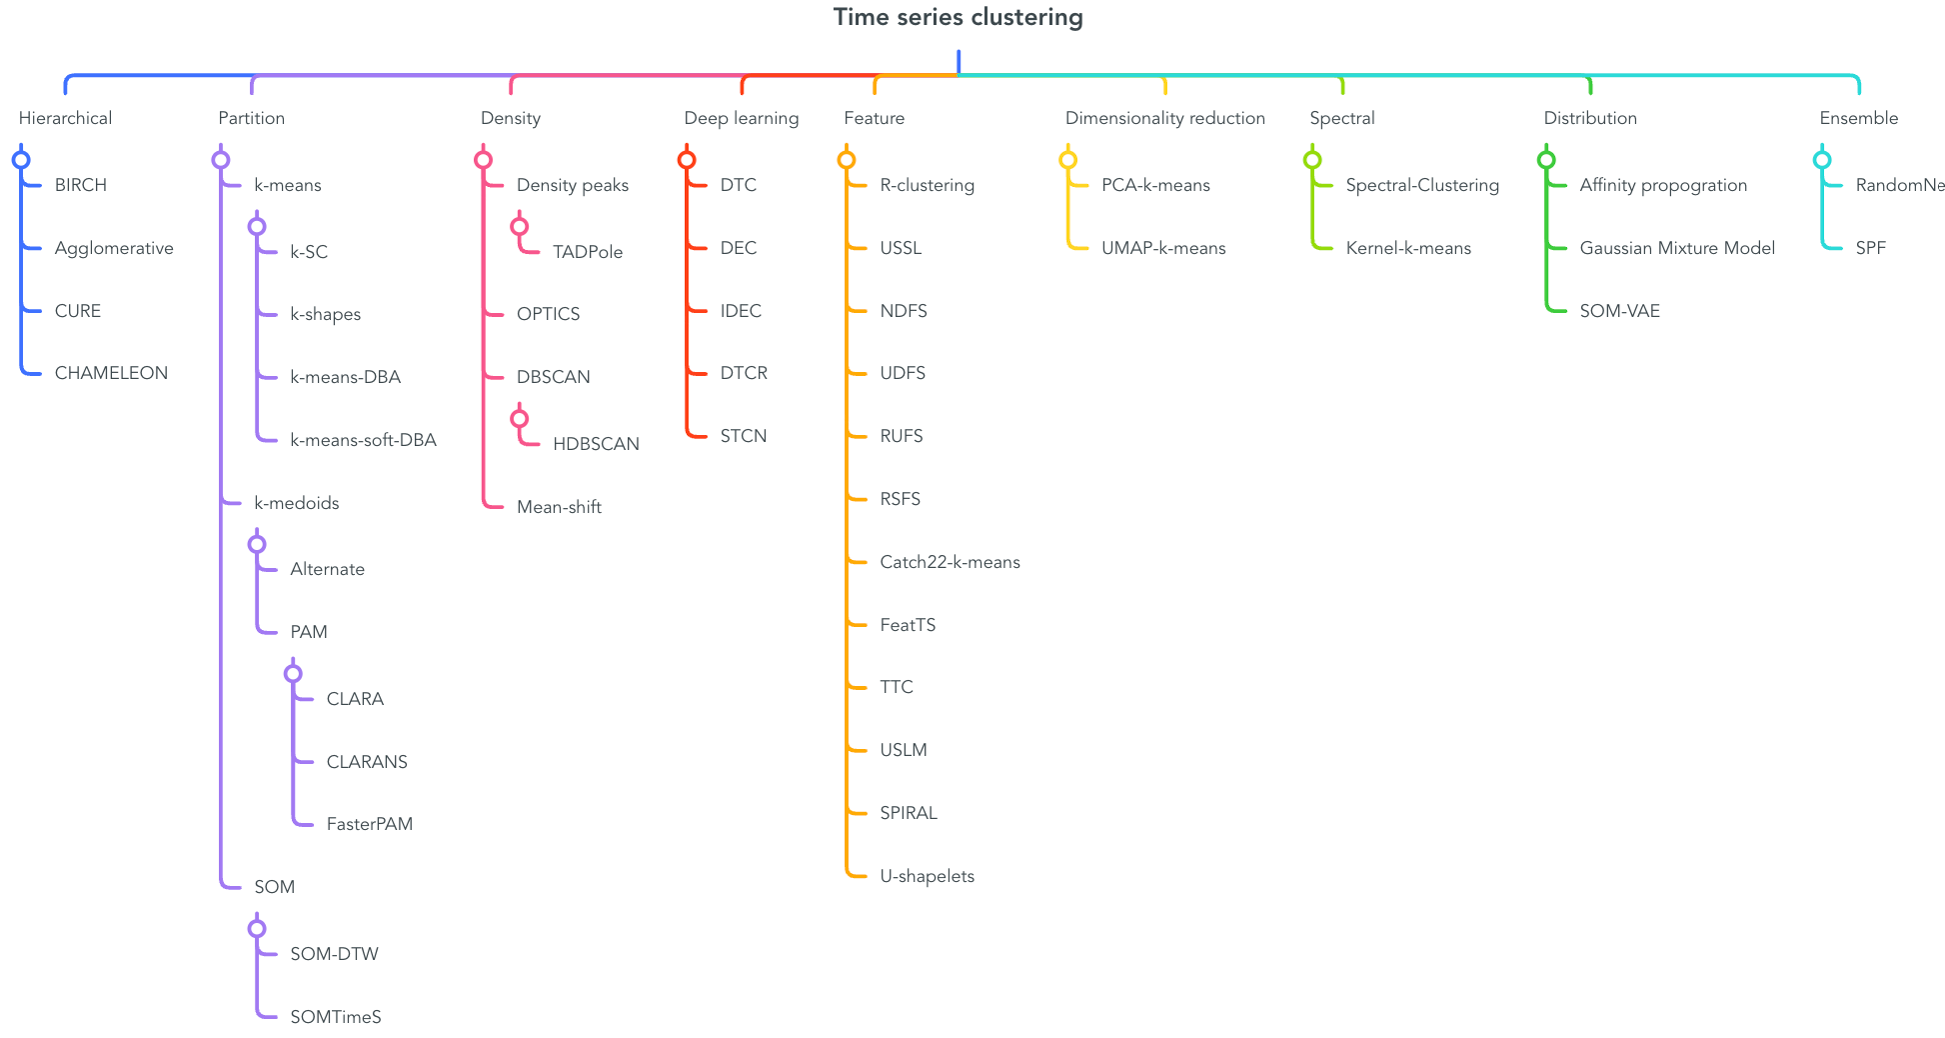 Time series clustering
Hierarchical
BIRCH
Agglomerative
CURE
CHAMELEON
Partition
k-means
k-SC
k-shapes
k-means-DBA
k-means-soft-DBA
k-medoids
Alternate
PAM
CLARA
CLARANS
FasterPAM
SOM
SOM-DTW
SOMTimeS
Density
Density peaks
TADPole
OPTICS
DBSCAN
HDBSCAN
Mean-shift
Deep learning
DTC
DEC
IDEC
DTCR
STCN
Feature
R-clustering
USSL
NDFS
UDFS
RUFS
RSFS
Catch22-k-means
FeatTS
TTC
USLM
SPIRAL
U-shapelets
Dimensionality reduction
PCA-k-means
UMAP-k-means
Spectral
Spectral-Clustering
Kernel-k-means
Distribution
Affinity propogration
Gaussian Mixture Model
SOM-VAE
Ensemble
RandomNe
SPF